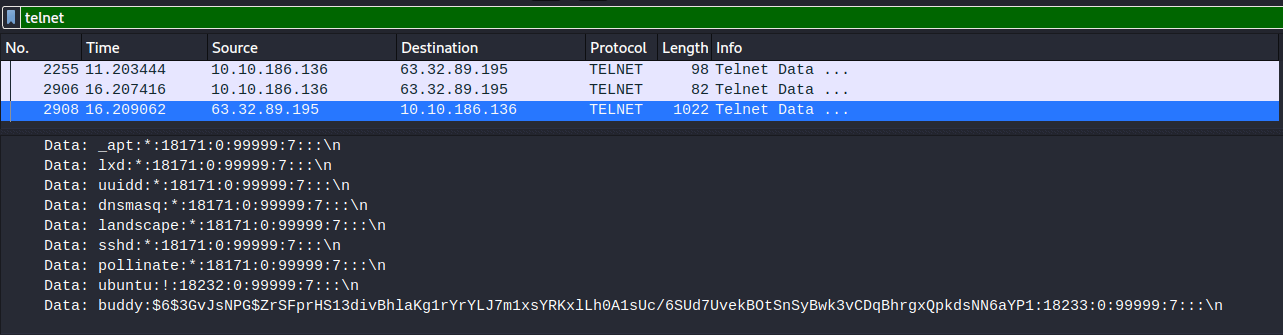 telnet
No. Time Source Destination Protocol Length Info
2255 11.203444 10.10.186.136 63.32.89.195 TELNET 98 Telnet Data ...
2906 16.207416 10.10.186.136 63.32.89.195 TELNET 82 Telnet Data ...
2908 16.209062 63.32.89.195 10.10.186.136 TELNET 1022 Telnet Data ...
Data: _apt:*:18171:0:99999:7:::\n
Data: lxd:*:18171:0:99999:7:::\n
Data: uuidd:*:18171:0:99999:7:::\n
Data: dnsmasq:*:18171:0:99999:7:::\n
Data: landscape:*:18171:0:99999:7:::\n
Data: sshd:*:18171:0:99999:7:::\n
Data: pollinate:*:18171:0:99999:7:::\n
Data: ubuntu:!:18232:0:99999:7:::\n
Data: buddy:$6$3GvJsNPG$ZrSFprHS13divBhlaKg1rYrYLJ7m1xsYRKxlLh0A1sUc/6SUd7UvekBOtSnSyBwk3vCDqBhrgxQpkdsNN6aYP1:18233:0:99999:7:::\n